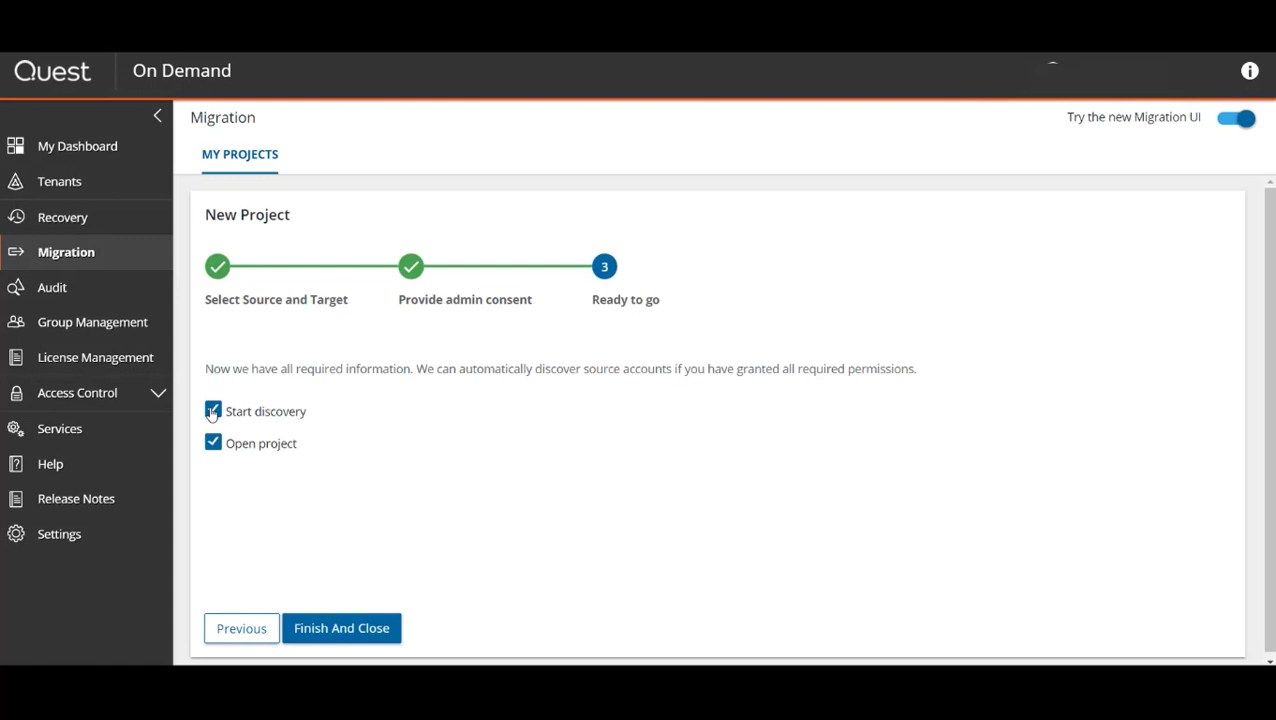 Quest
On Demand
My Dashboard
Tenants
Recovery
Migration
Audit
Group Management
License Management
Access Control
Services
Help
Release Notes
Settings
Migration
Try the new Migration UI
MY PROJECTS
New Project
3
Select Source and Target
Provide admin consent
Ready to go
Now we have all required information. We can automatically discover source accounts if you have granted all required permissions.
Start discovery
Open project
Previous
Finish And Close